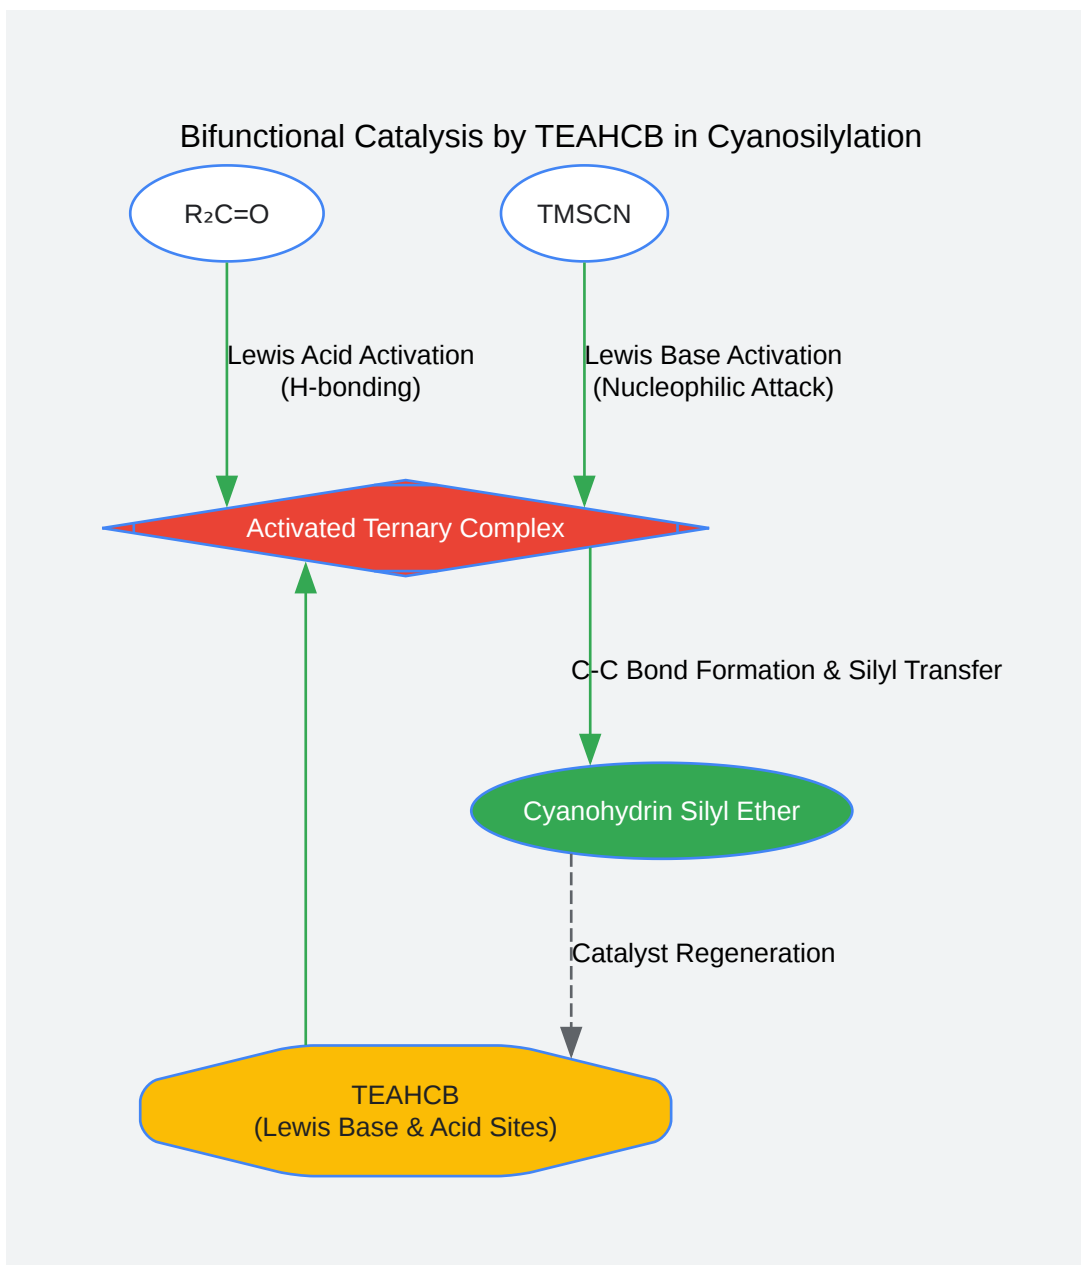 Bifunctional Catalysis by TEAHCB in Cyanosilylation
R₂C=O
TMSCN
Lewis Acid Activation
(H-bonding)
Lewis Base Activation
(Nucleophilic Attack)
Activated Ternary Complex
C-C Bond Formation & Silyl Transfer
Cyanohydrin Silyl Ether
Catalyst Regeneration
TEAHCB
(Lewis Base & Acid Sites)